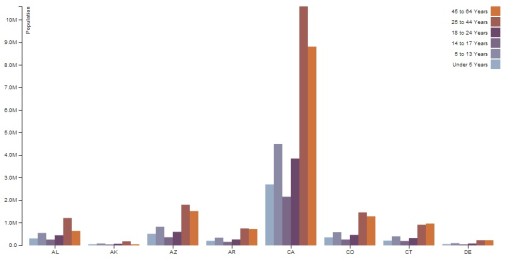 Population
10M
9.0M
8.0M
7.0M
6.0M
5.0M
4.0M
3.0M
2.0M
1.0M
0.0
AL
AK
AZ
AR
CA
CO
CT
DE
45 to 64 Years
25 to 44 Years
18 to 24 Years
14 to 17 Years
5 to 13 Years
Under 5 Years